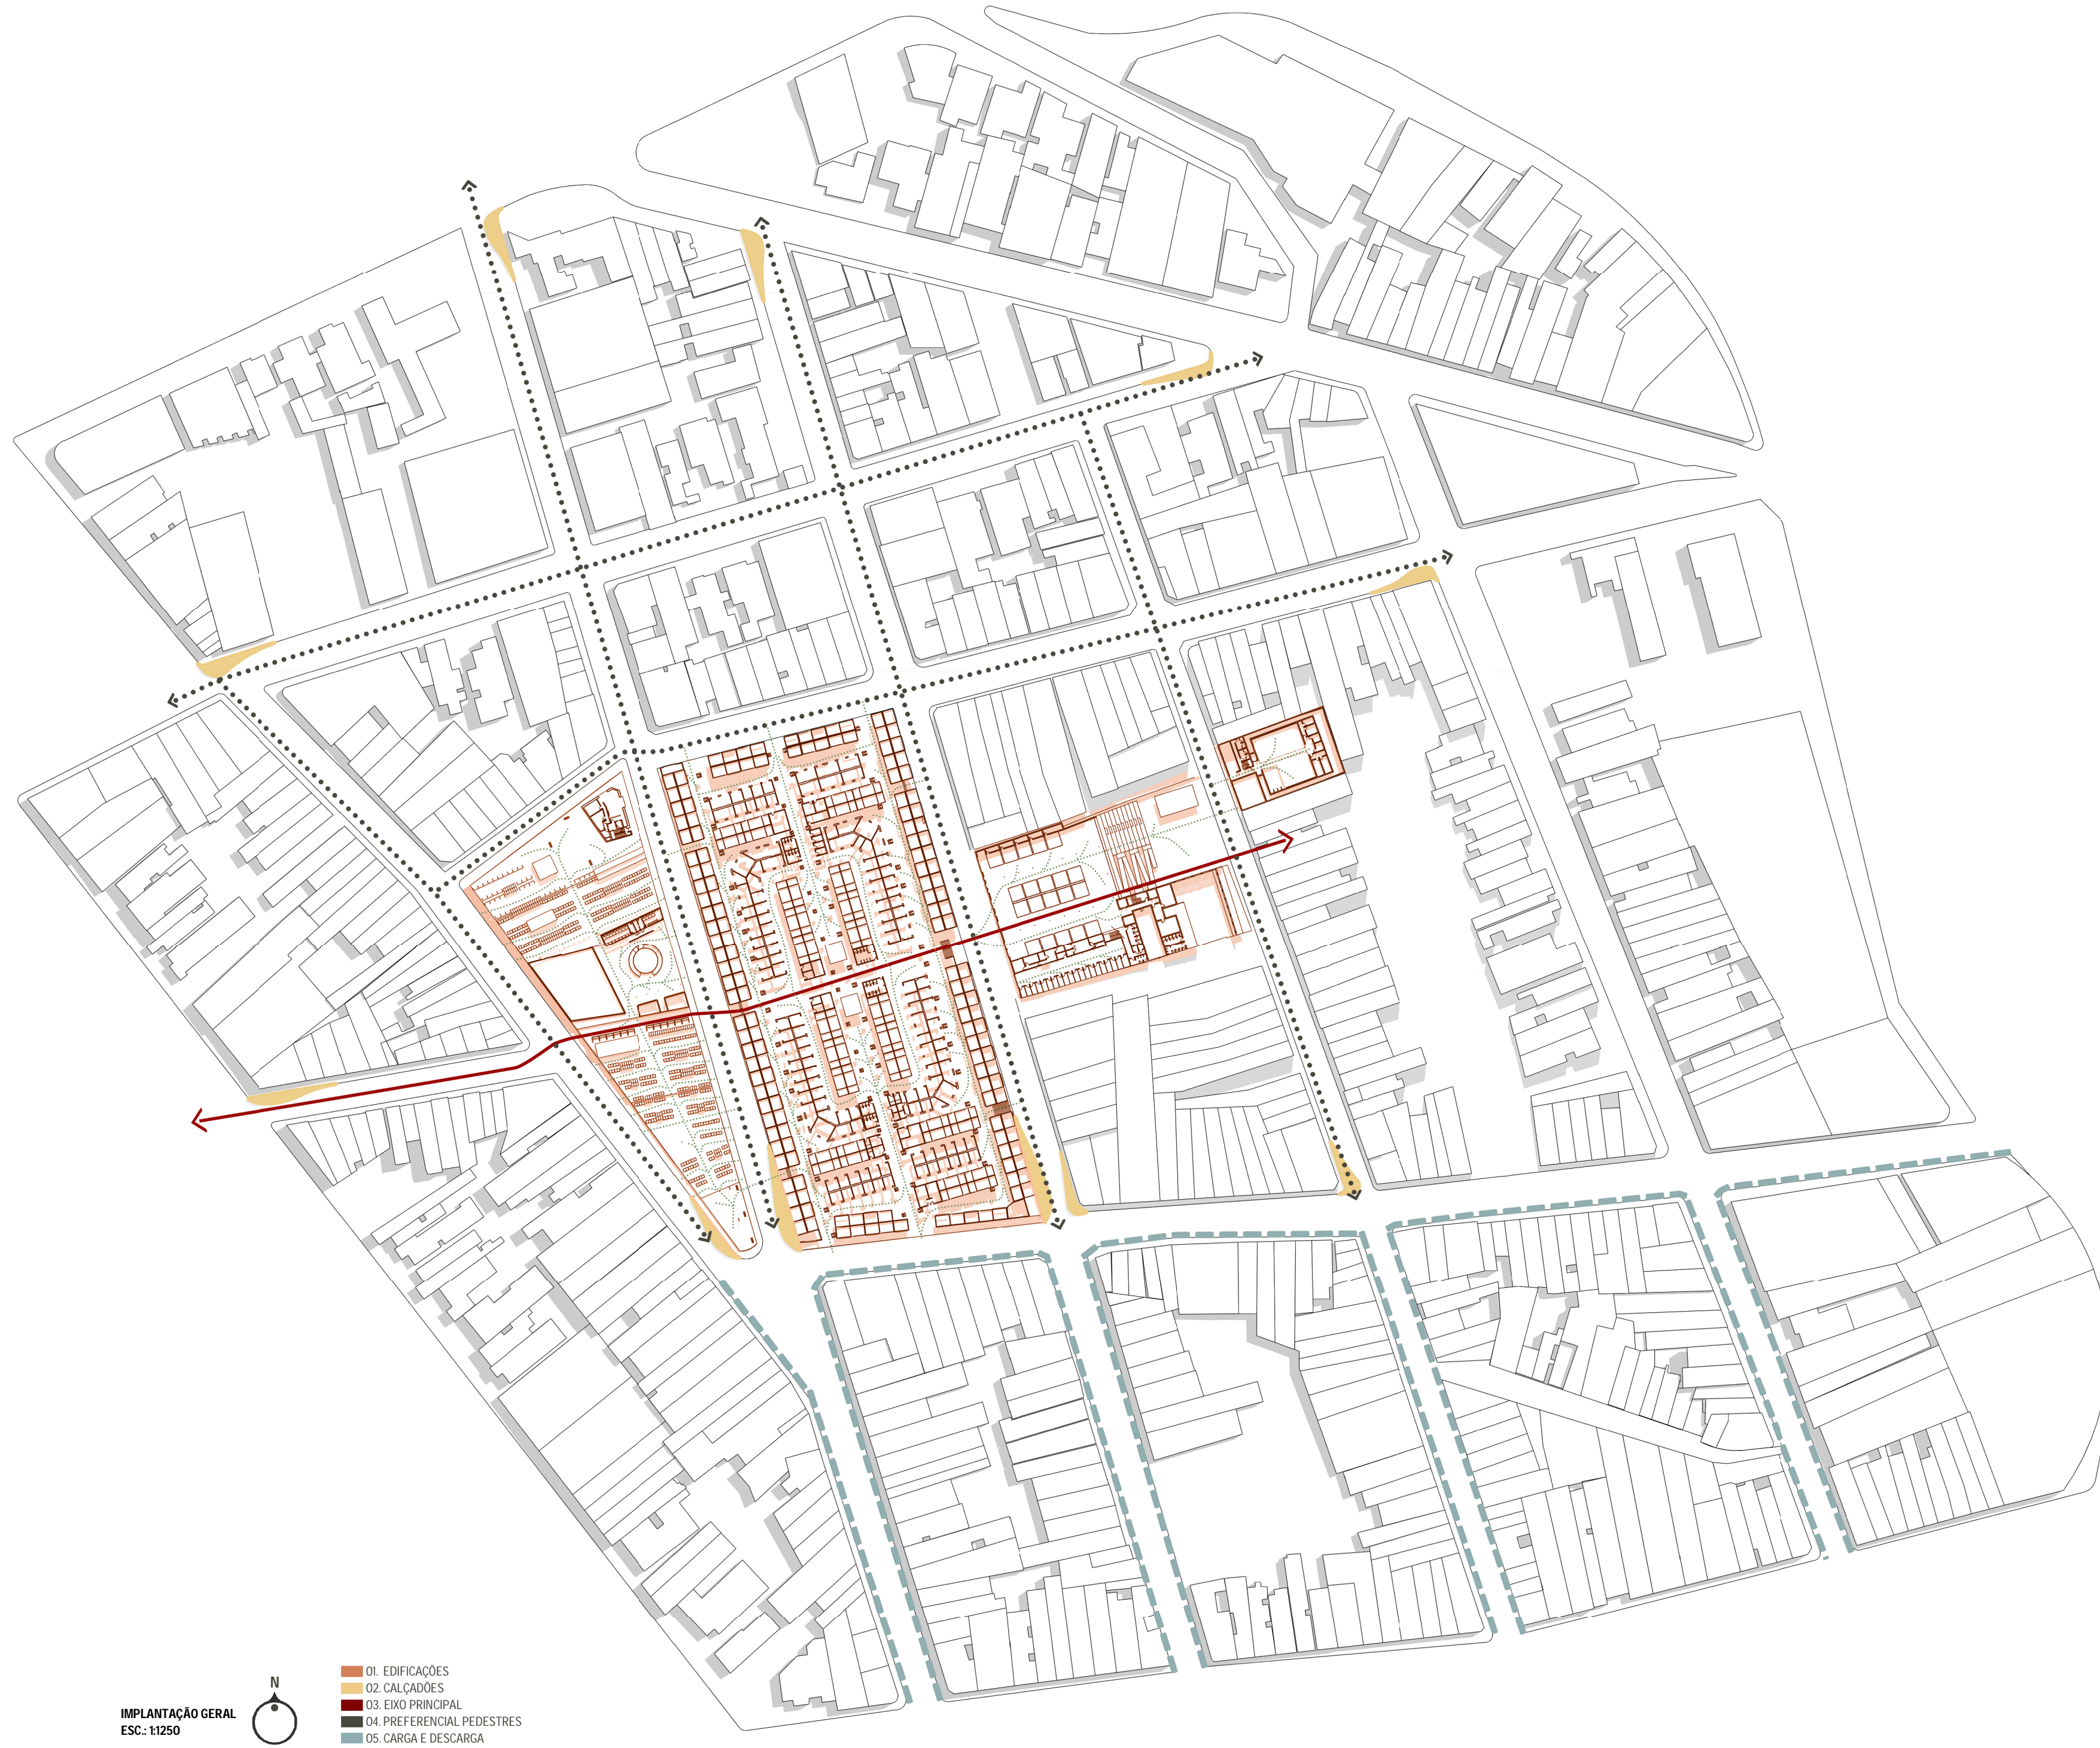 IMPLANTAÇÃO GERAL
ESC.: 1:1250
N
01. EDIFICAÇÕES
02. CALÇADÕES
03. EIXO PRINCIPAL
04. PREFERENCIAL PEDESTRES
05. CARGA E DESCARGA